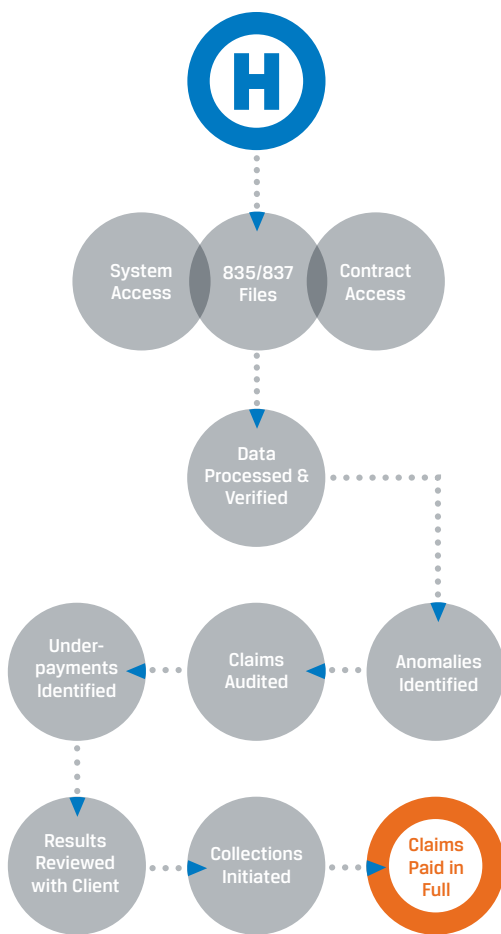 H
System
Access
835/837
Files
Contract
Access
Data
Processed &
Verified
Under-
payments
Identified
Claims
Audited
Anomalies
Identified
Results
Reviewed
with Client
Collections
Initiated
Claims
Paid in
Full